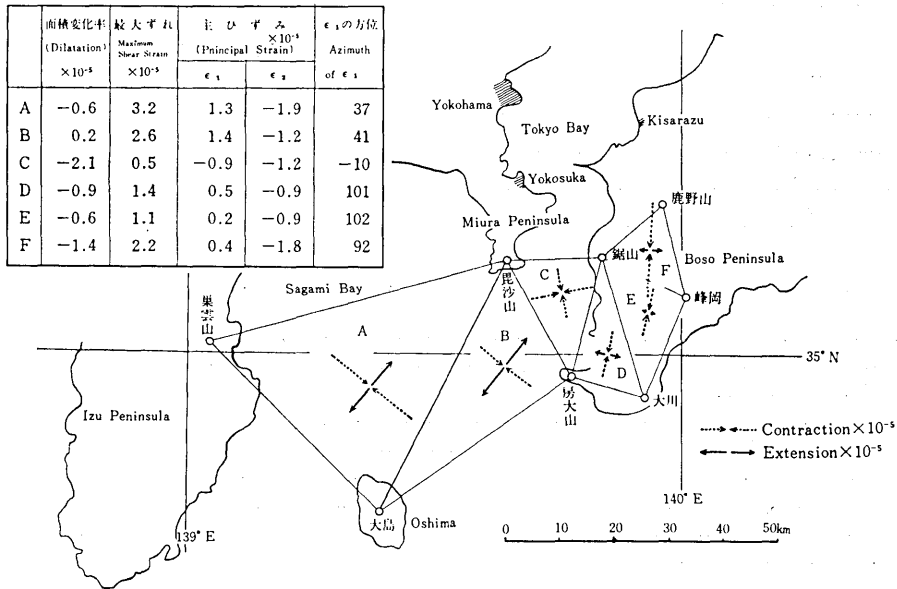 面積変化率 最大ずれ 主ひずみ ε₁の方位
(Dilatation) Maximum Shear Strain ×10⁻⁵ (Pnincipal Strain) Azimuth
×10⁻⁵ ×10⁻⁵ ε₁ ε₂ of ε₁
A −0.6 3.2 1.3 −1.9 37
B 0.2 2.6 1.4 −1.2 41
C −2.1 0.5 −0.9 −1.2 −10
D −0.9 1.4 0.5 −0.9 101
E −0.6 1.1 0.2 −0.9 102
F −1.4 2.2 0.4 −1.8 92
Yokohama
Tokyo Bay
Kisarazu
Yokosuka
Miura Peninsula
鹿野山
鋸山
Boso Peninsula
F
C
毘沙山
Sagami Bay
E
峰岡
巣雲山
A
B
35° N
D
房大山
大川
Izu Peninsula
Contraction×10⁻⁵
Extension×10⁻⁵
140° E
大島
Oshima
139° E
0 10 20 30 50km